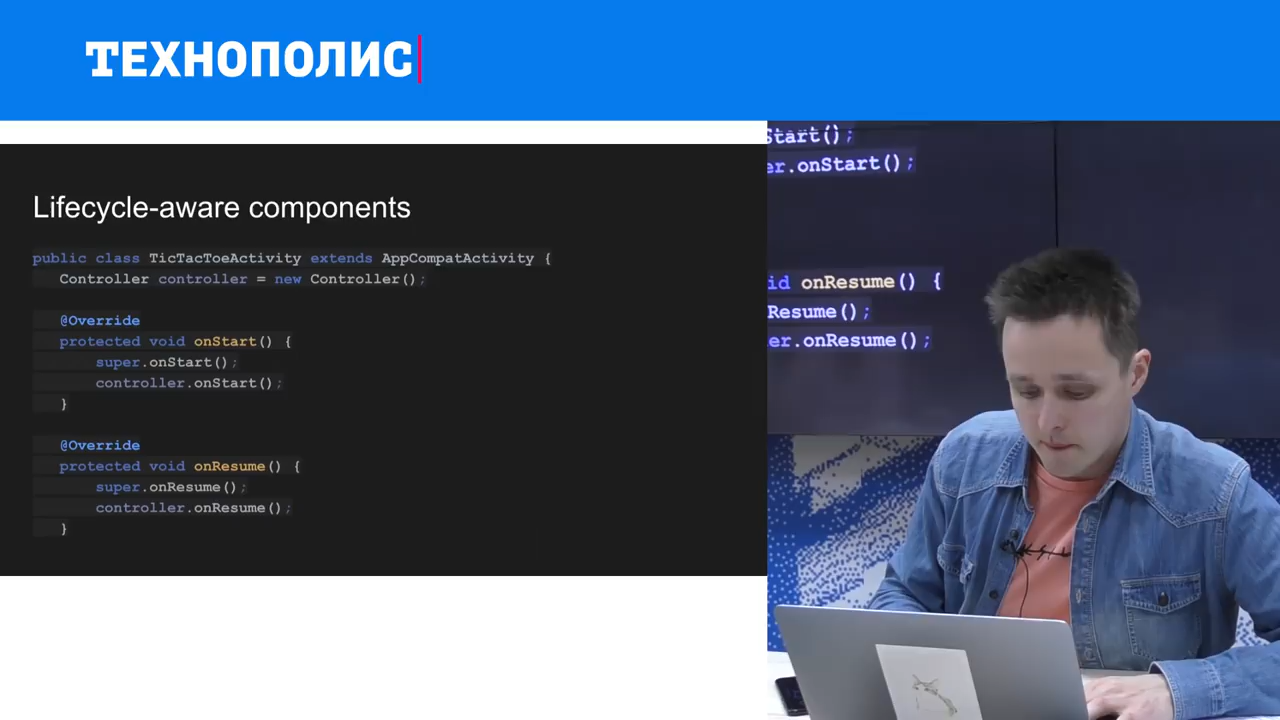 ТЕХНОПОЛИС
Lifecycle-aware components
public class TicTacToeActivity extends AppCompatActivity {
Controller controller = new Controller();
@Override
protected void onStart() {
super.onStart();
controller.onStart();
}
@Override
protected void onResume() {
super.onResume();
controller.onResume();
}
Start();
er.onStart();
id onResume() {
Resume();
er.onResume();